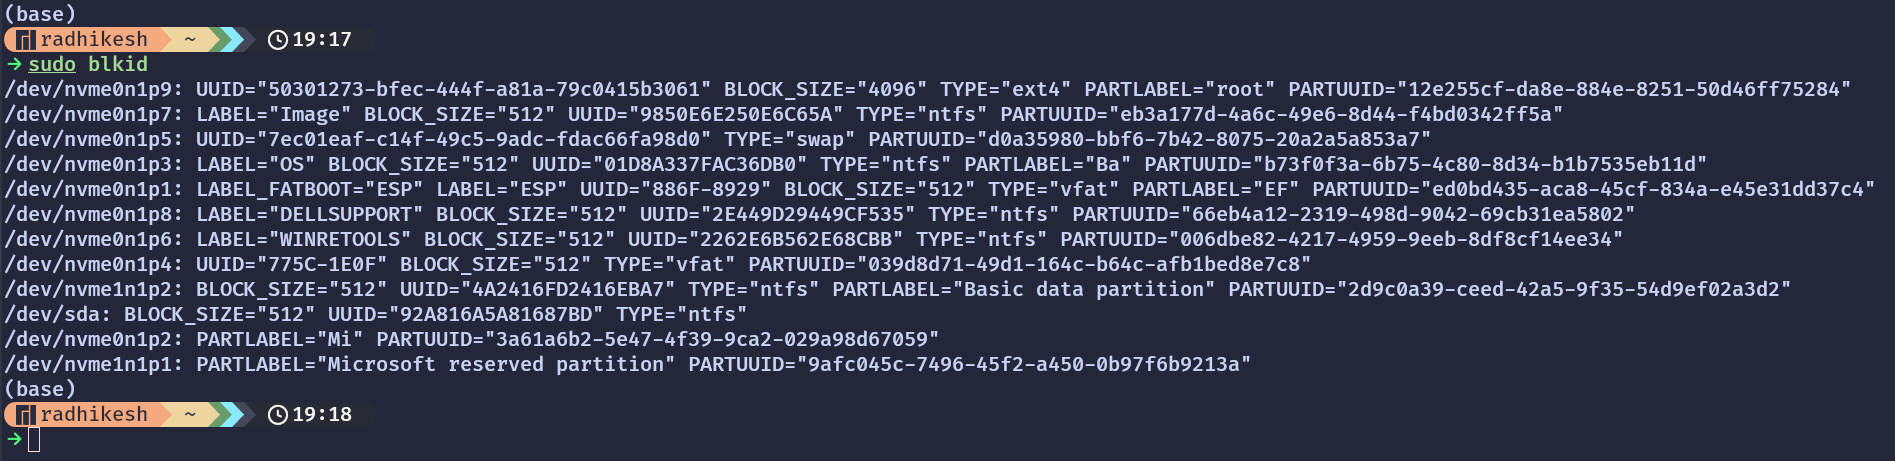 (base)
radhikesh ~ 19:17
→ sudo blkid
/dev/nvme0n1p9: UUID="50301273-bfec-444f-a81a-79c0415b3061" BLOCK_SIZE="4096" TYPE="ext4" PARTLABEL="root" PARTUUID="12e255cf-da8e-884e-8251-50d46ff75284"
/dev/nvme0n1p7: LABEL="Image" BLOCK_SIZE="512" UUID="9850E6E250E6C65A" TYPE="ntfs" PARTUUID="eb3a177d-4a6c-49e6-8d44-f4bd0342ff5a"
/dev/nvme0n1p5: UUID="7ec01eaf-c14f-49c5-9adc-fdac66fa98d0" TYPE="swap" PARTUUID="d0a35980-bbf6-7b42-8075-20a2a5a853a7"
/dev/nvme0n1p3: LABEL="OS" BLOCK_SIZE="512" UUID="01D8A337FAC36DB0" TYPE="ntfs" PARTLABEL="Ba" PARTUUID="b73f0f3a-6b75-4c80-8d34-b1b7535eb11d"
/dev/nvme0n1p1: LABEL_FATBOOT="ESP" LABEL="ESP" UUID="886F-8929" BLOCK_SIZE="512" TYPE="vfat" PARTLABEL="EF" PARTUUID="ed0bd435-aca8-45cf-834a-e45e31dd37c4"
/dev/nvme0n1p8: LABEL="DELLSUPPORT" BLOCK_SIZE="512" UUID="2E449D29449CF535" TYPE="ntfs" PARTUUID="66eb4a12-2319-498d-9042-69cb31ea5802"
/dev/nvme0n1p6: LABEL="WINRETOOLS" BLOCK_SIZE="512" UUID="2262E6B562E68CBB" TYPE="ntfs" PARTUUID="006dbe82-4217-4959-9eeb-8df8cf14ee34"
/dev/nvme0n1p4: UUID="775C-1E0F" BLOCK_SIZE="512" TYPE="vfat" PARTUUID="039d8d71-49d1-164c-b64c-afb1bed8e7c8"
/dev/nvme1n1p2: BLOCK_SIZE="512" UUID="4A2416FD2416EBA7" TYPE="ntfs" PARTLABEL="Basic data partition" PARTUUID="2d9c0a39-ceed-42a5-9f35-54d9ef02a3d2"
/dev/sda: BLOCK_SIZE="512" UUID="92A816A5A81687BD" TYPE="ntfs"
/dev/nvme0n1p2: PARTLABEL="Mi" PARTUUID="3a61a6b2-5e47-4f39-9ca2-029a98d67059"
/dev/nvme1n1p1: PARTLABEL="Microsoft reserved partition" PARTUUID="9afc045c-7496-45f2-a450-0b97f6b9213a"
(base)
radhikesh ~ 19:18
→